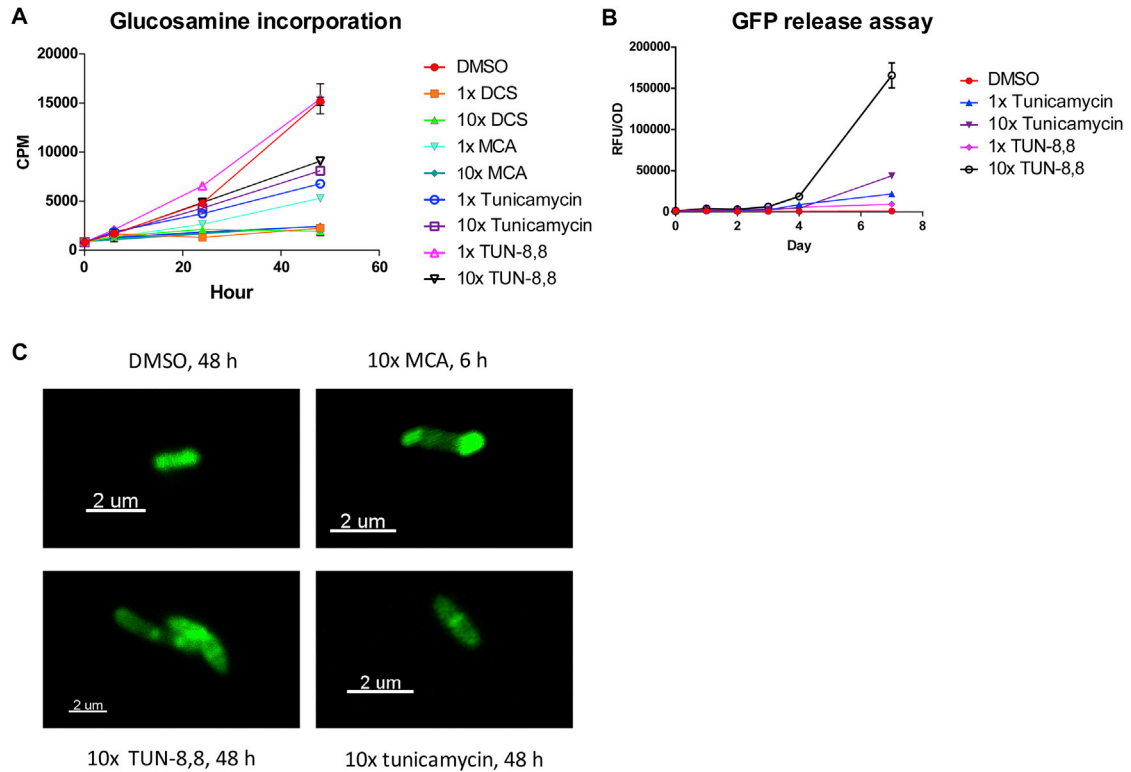 A
Glucosamine incorporation
20000
15000
10000
5000
0
CPM
0
20
40
60
Hour
DMSO
1x DCS
10x DCS
1x MCA
10x MCA
1x Tunicamycin
10x Tunicamycin
1x TUN-8,8
10x TUN-8,8
B
GFP release assay
200000
150000
100000
50000
0
RFU/OD
0
2
4
6
8
Day
DMSO
1x Tunicamycin
10x Tunicamycin
1x TUN-8,8
10x TUN-8,8
C
DMSO, 48 h
10x MCA, 6 h
2 um
2 um
2 um
2 um
10x TUN-8,8, 48 h
10x tunicamycin, 48 h